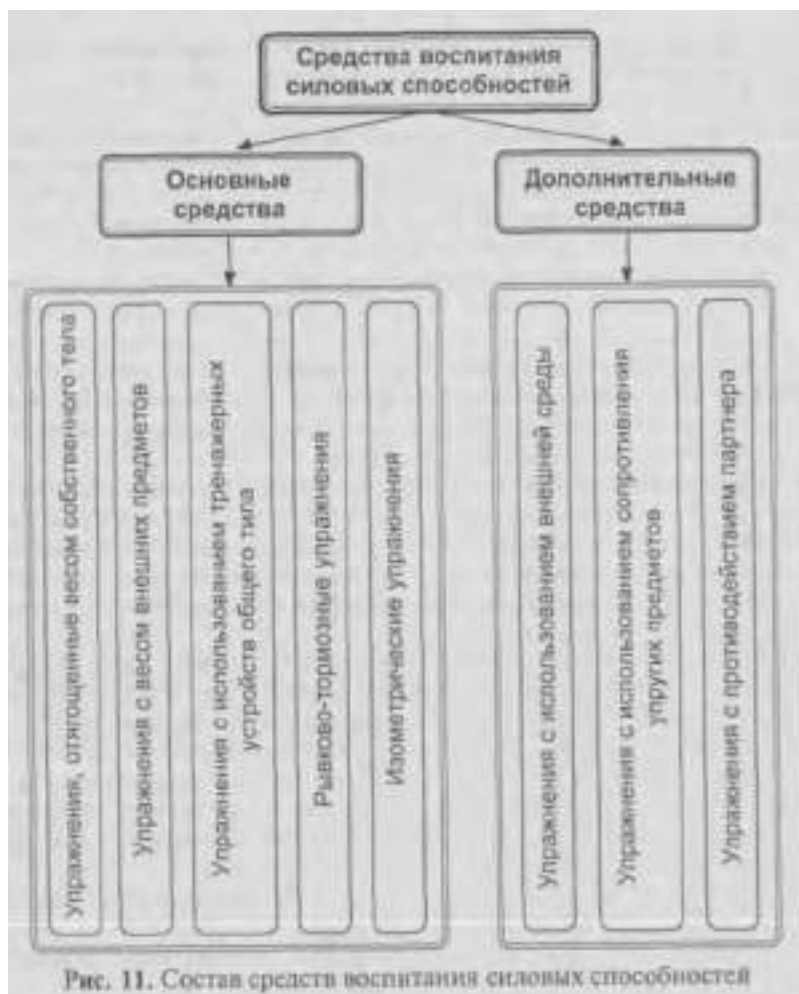 Средства воспитания
силовых способностей
Основные
средства
Дополнительные
средства
Упражнения, отягощенные весом собственного тела
Упражнения с весом внешних предметов
Упражнения с использованием тренажерных
устройств общего типа
Рывково-тормозные упражнения
Изометрические упражнения
Упражнения с использованием внешней среды
Упражнения с использованием сопротивления
упругих предметов
Упражнения с противодействием партнера
Рис. 11. Состав средств воспитания силовых способностей